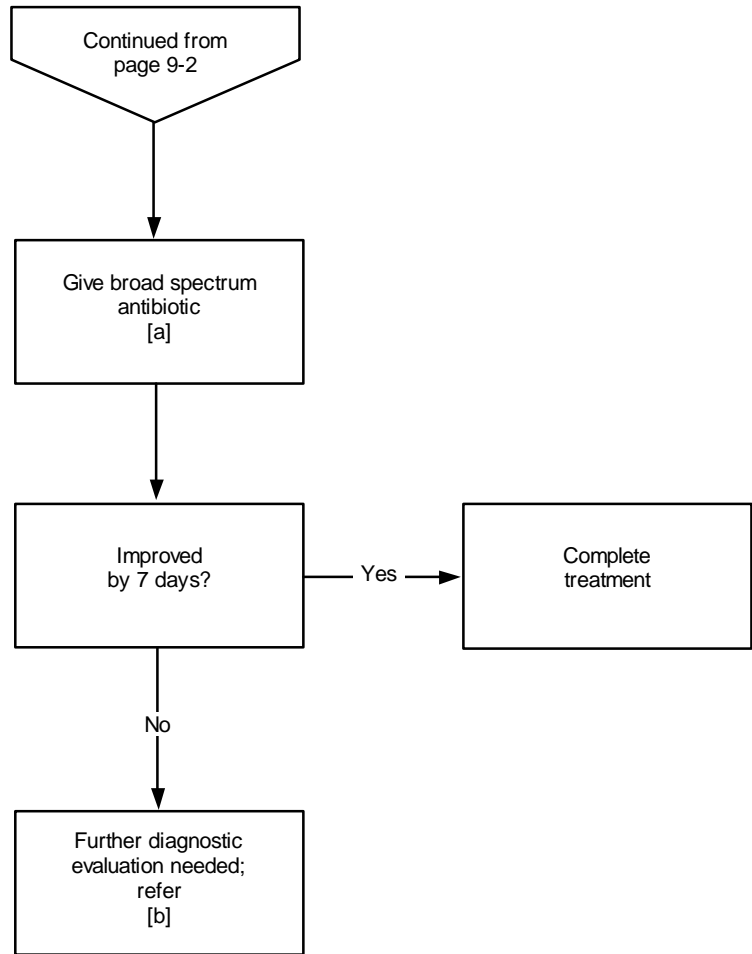 Continued from
page 9-2
Give broad spectrum
antibiotic
[a]
Improved
by 7 days?
Yes
Complete
treatment
No
Further diagnostic
evaluation needed;
refer
[b]